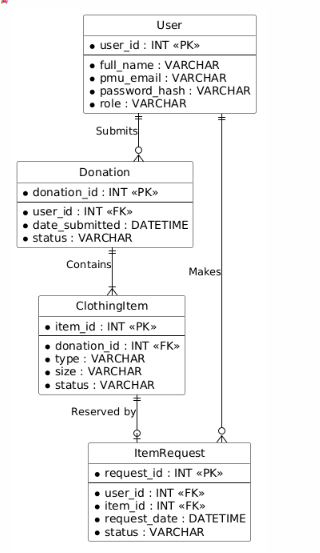 User
user_id : INT «PK»
full_name : VARCHAR
pmu_email : VARCHAR
password_hash : VARCHAR
role : VARCHAR
Submits
Donation
donation_id : INT «PK»
user_id : INT «FK»
date_submitted : DATETIME
status : VARCHAR
Contains
Makes
ClothingItem
item_id : INT «PK»
donation_id : INT «FK»
type : VARCHAR
size : VARCHAR
status : VARCHAR
Reserved by
ItemRequest
request_id : INT «PK»
user_id : INT «FK»
item_id : INT «FK»
request_date : DATETIME
status : VARCHAR